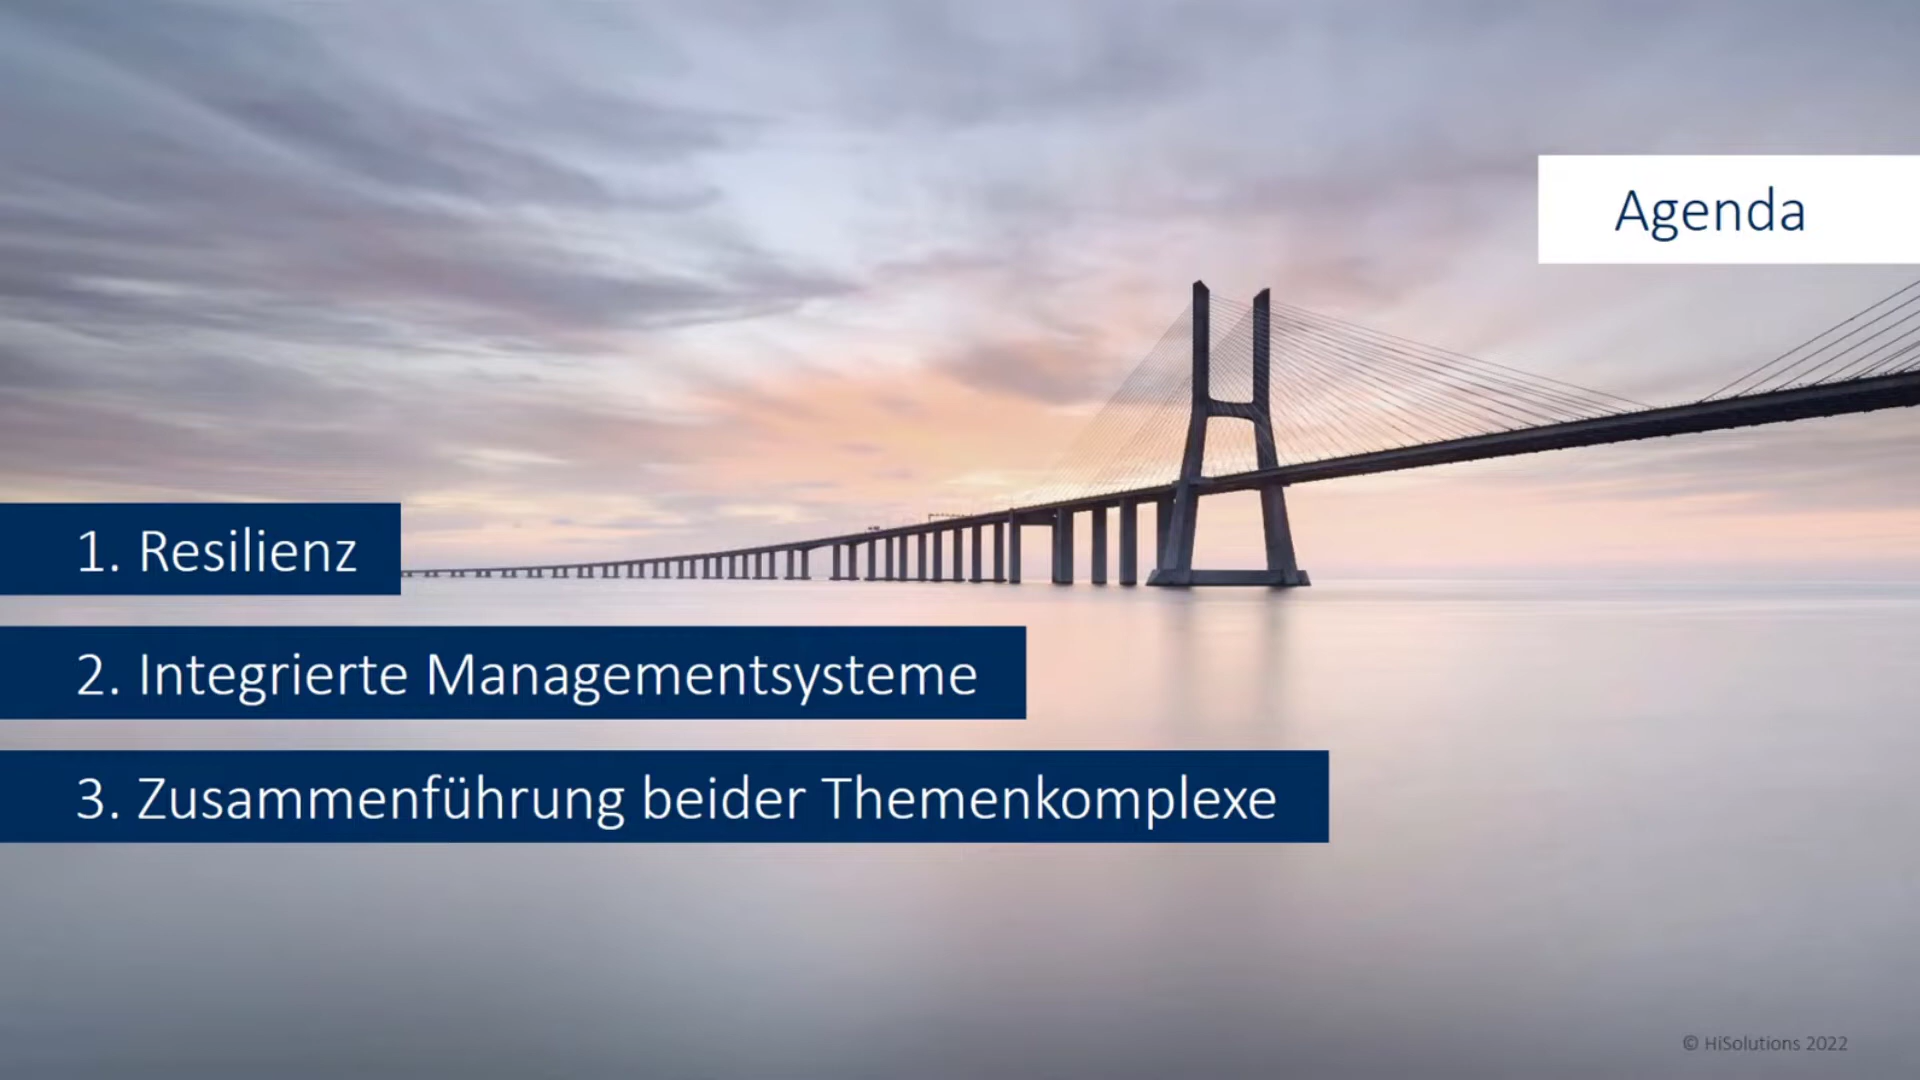 Agenda
1. Resilienz
2. Integrierte Managementsysteme
3. Zusammenführung beider Themenkomplexe
© HiSolutions 2022